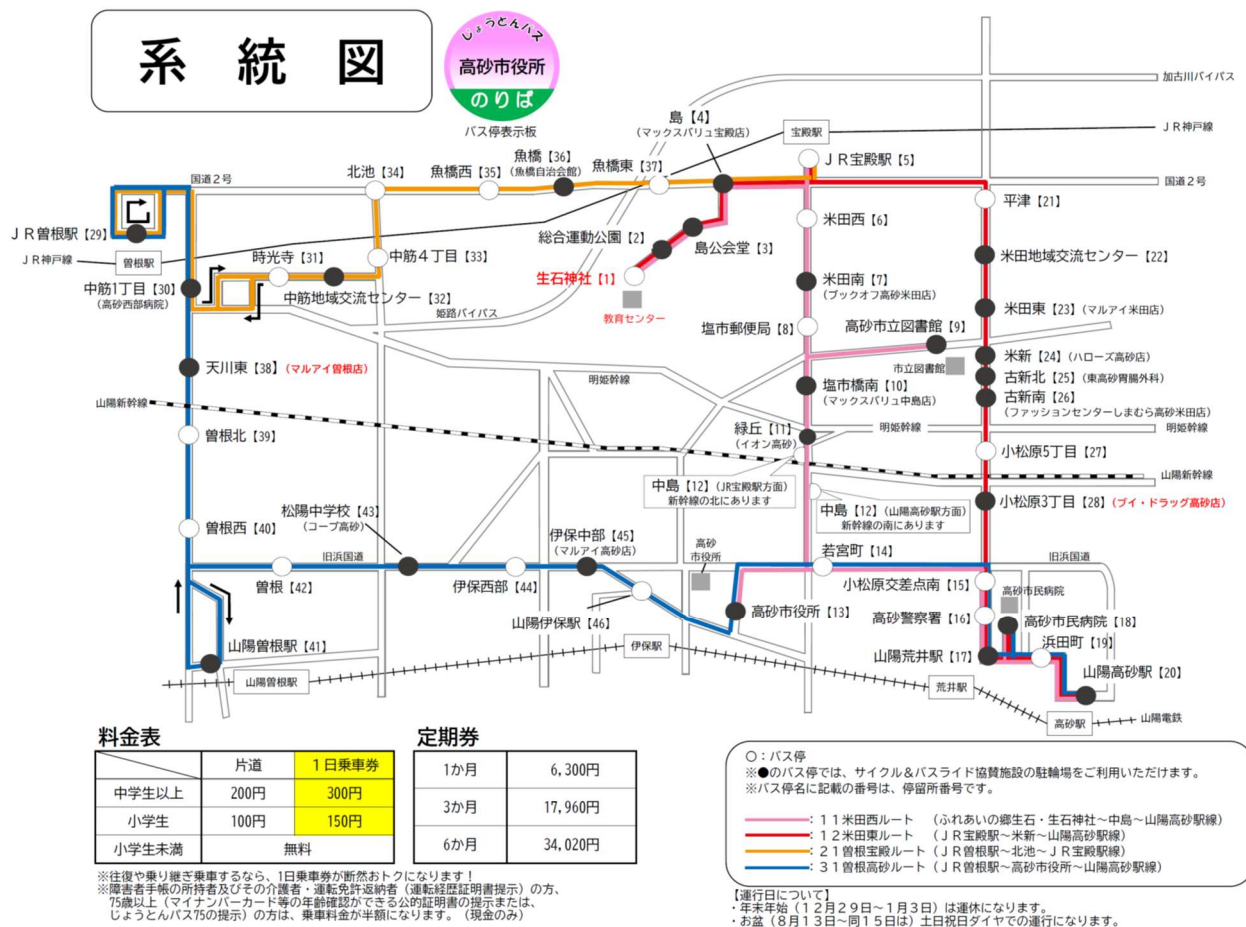 系統図
じょうとんバス
高砂市役所
のりば
バス停表示板
加古川バイパス
JR神戸線
宝殿駅
島【4】
(マックスバリュ宝殿店)
JR宝殿駅【5】
国道2号
北池【34】
魚橋西【35】
魚橋【36】
(魚橋自治会館)
魚橋東【37】
国道2号
平津【21】
JR曽根駅【29】
JR神戸線
曽根駅
総合運動公園【2】
島公会堂【3】
米田西【6】
時光寺【31】
中筋4丁目【33】
生石神社【1】
教育センター
米田地域交流センター【22】
中筋1丁目【30】
(高砂西部病院)
中筋地域交流センター【32】
姫路バイパス
米田南【7】
(ブックオフ高砂米田店)
米田東【23】(マルアイ米田店)
塩市郵便局【8】
高砂市立図書館【9】
市立図書館
米新【24】(ハローズ高砂店)
古新北【25】(東高砂胃腸外科)
古新南【26】
(ファッションセンターしまむら高砂米田店)
天川東【38】(マルアイ曽根店)
明姫幹線
塩市橋南【10】
(マックスバリュ中島店)
山陽新幹線
緑丘【11】
(イオン高砂)
明姫幹線
明姫幹線
曽根北【39】
小松原5丁目【27】
中島【12】(JR宝殿駅方面)
新幹線の北にあります
山陽新幹線
中島【12】(山陽高砂駅方面)
新幹線の南にあります
小松原3丁目【28】(ブイ・ドラッグ高砂店)
曽根西【40】
松陽中学校【43】
(コープ高砂)
伊保中部【45】
(マルアイ高砂店)
高砂
市役所
若宮町【14】
旧浜国道
旧浜国道
曽根【42】
伊保西部【44】
小松原交差点南【15】
高砂市民病院
山陽伊保駅【46】
高砂市役所【13】
高砂警察署【16】
高砂市民病院【18】
浜田町【19】
山陽曽根駅【41】
伊保駅
山陽荒井駅【17】
山陽高砂駅【20】
山陽曽根駅
荒井駅
高砂駅
山陽電鉄
料金表
片道 1日乗車券
中学生以上 200円 300円
小学生 100円 150円
小学生未満 無料
定期券
1か月 6,300円
3か月 17,960円
6か月 34,020円
※往復や乗り継ぎ乗車するなら、1日乗車券が断然おトクになります!
※障害者手帳の所持者及びその介護者・運転免許返納者(運転経歴証明書提示)の方、
75歳以上(マイナンバーカード等の年齢確認ができる公的証明書の提示または、
じょうとんバス75の提示)の方は、乗車料金が半額になります。(現金のみ)
○:バス停
※●のバス停では、サイクル&バスライド協賛施設の駐輪場をご利用いただけます。
※バス停名に記載の番号は、停留所番号です。
:11米田西ルート (ふれあいの郷生石・生石神社~中島~山陽高砂駅線)
:12米田東ルート (JR宝殿駅~米新~山陽高砂駅線)
:21曽根宝殿ルート (JR曽根駅~北池~JR宝殿駅線)
:31曽根高砂ルート (JR曽根駅~高砂市役所~山陽高砂駅線)
【運行日について】
・年末年始(12月29日~1月3日)は運休になります。
・お盆(8月13日~同15日は)土日祝日ダイヤでの運行になります。